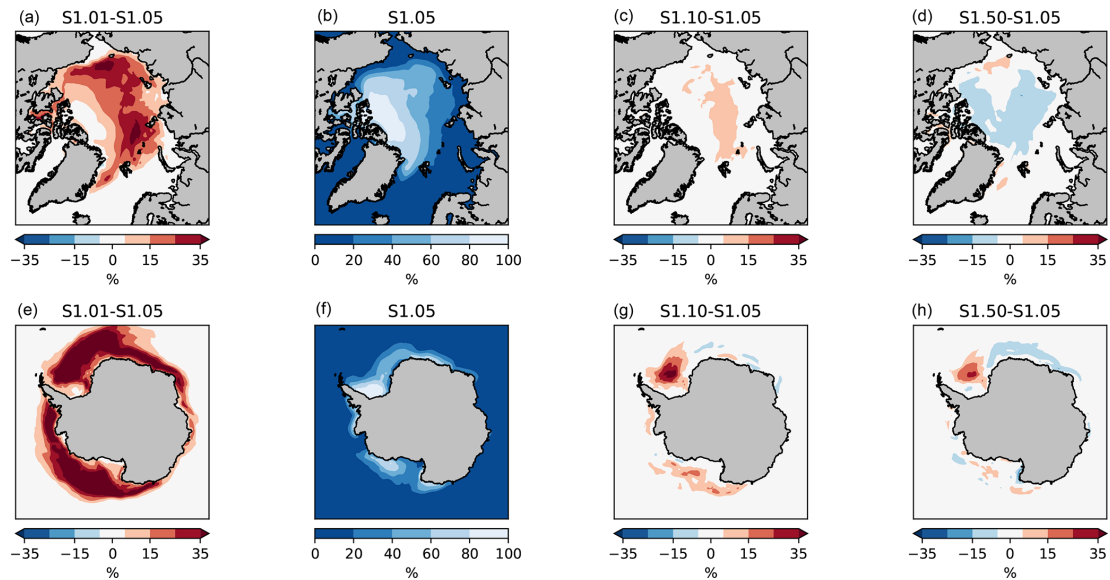 (a) S1.01−S1.05
(b) S1.05
(c) S1.10−S1.05
(d) S1.50−S1.05
−35 −15 0 15 35
%
0 20 40 60 80 100
%
−35 −15 0 15 35
%
−35 −15 0 15 35
%
(e) S1.01−S1.05
(f) S1.05
(g) S1.10−S1.05
(h) S1.50−S1.05
−35 −15 0 15 35
%
0 20 40 60 80 100
%
−35 −15 0 15 35
%
−35 −15 0 15 35
%